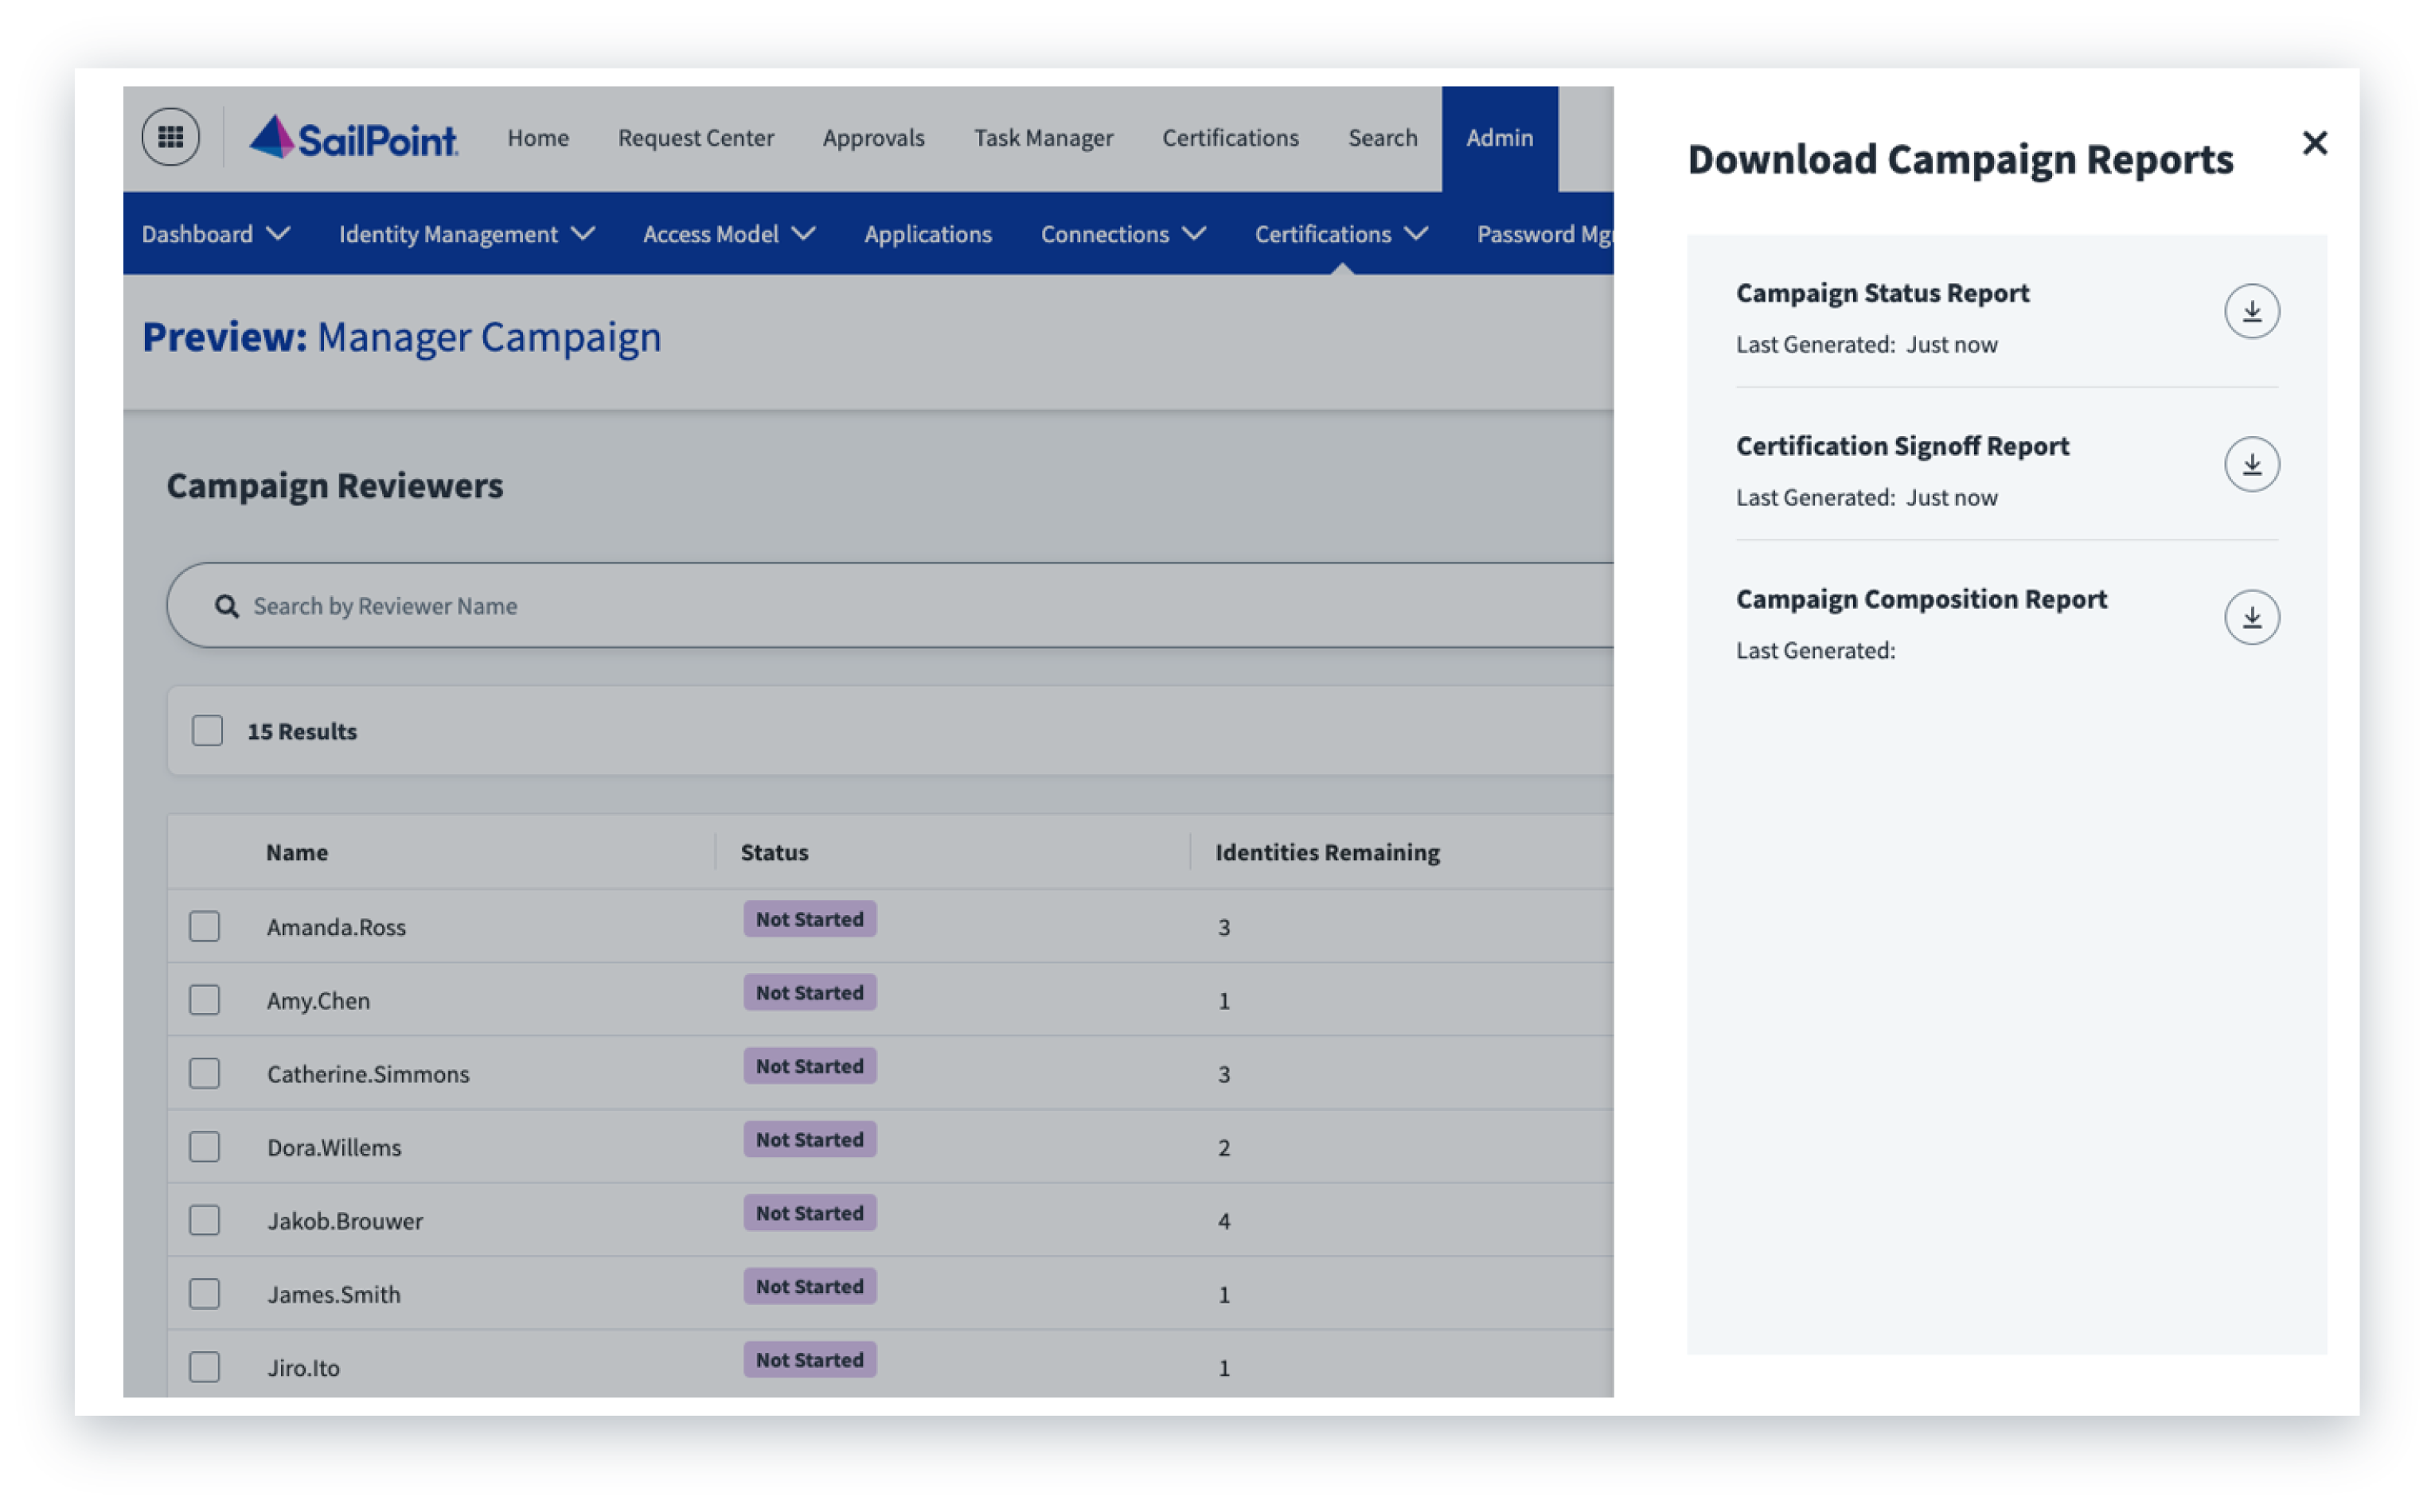 SailPoint
Home Request Center Approvals Task Manager Certifications Search Admin
Dashboard Identity Management Access Model Applications Connections Certifications Password Mgr
Preview: Manager Campaign
Campaign Reviewers
Search by Reviewer Name
15 Results
Name Status Identities Remaining
Amanda.Ross Not Started 3
Amy.Chen Not Started 1
Catherine.Simmons Not Started 3
Dora.Willems Not Started 2
Jakob.Brouwer Not Started 4
James.Smith Not Started 1
Jiro.Ito Not Started 1
Download Campaign Reports
Campaign Status Report
Last Generated: Just now
Certification Signoff Report
Last Generated: Just now
Campaign Composition Report
Last Generated: